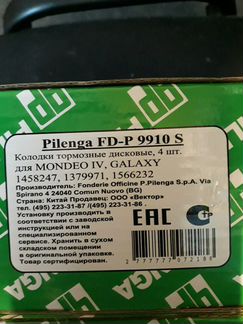 Pilenga FD-P 9910 S
Колодки тормозные дисковые, 4 шт.
для MONDEO IV, GALAXY
1458247, 1379971, 1566232
Производитель: Fonderie Officine P.Pilenga S.p.A. Via
Spirano 4 24040 Comun Nuovo (BG)
Страна: Китай Продавец: ООО «Вектор»
тел. (495) 223-31-87 /(495) 223-31-86 .
Установку производить в
соответствии с заводской
инструкцией или на
специализированном
сервисе. Хранить в сухом
складском помещении
в оригинальной упаковке.
Товар сертифицирован.
EAC
2 777777 072188